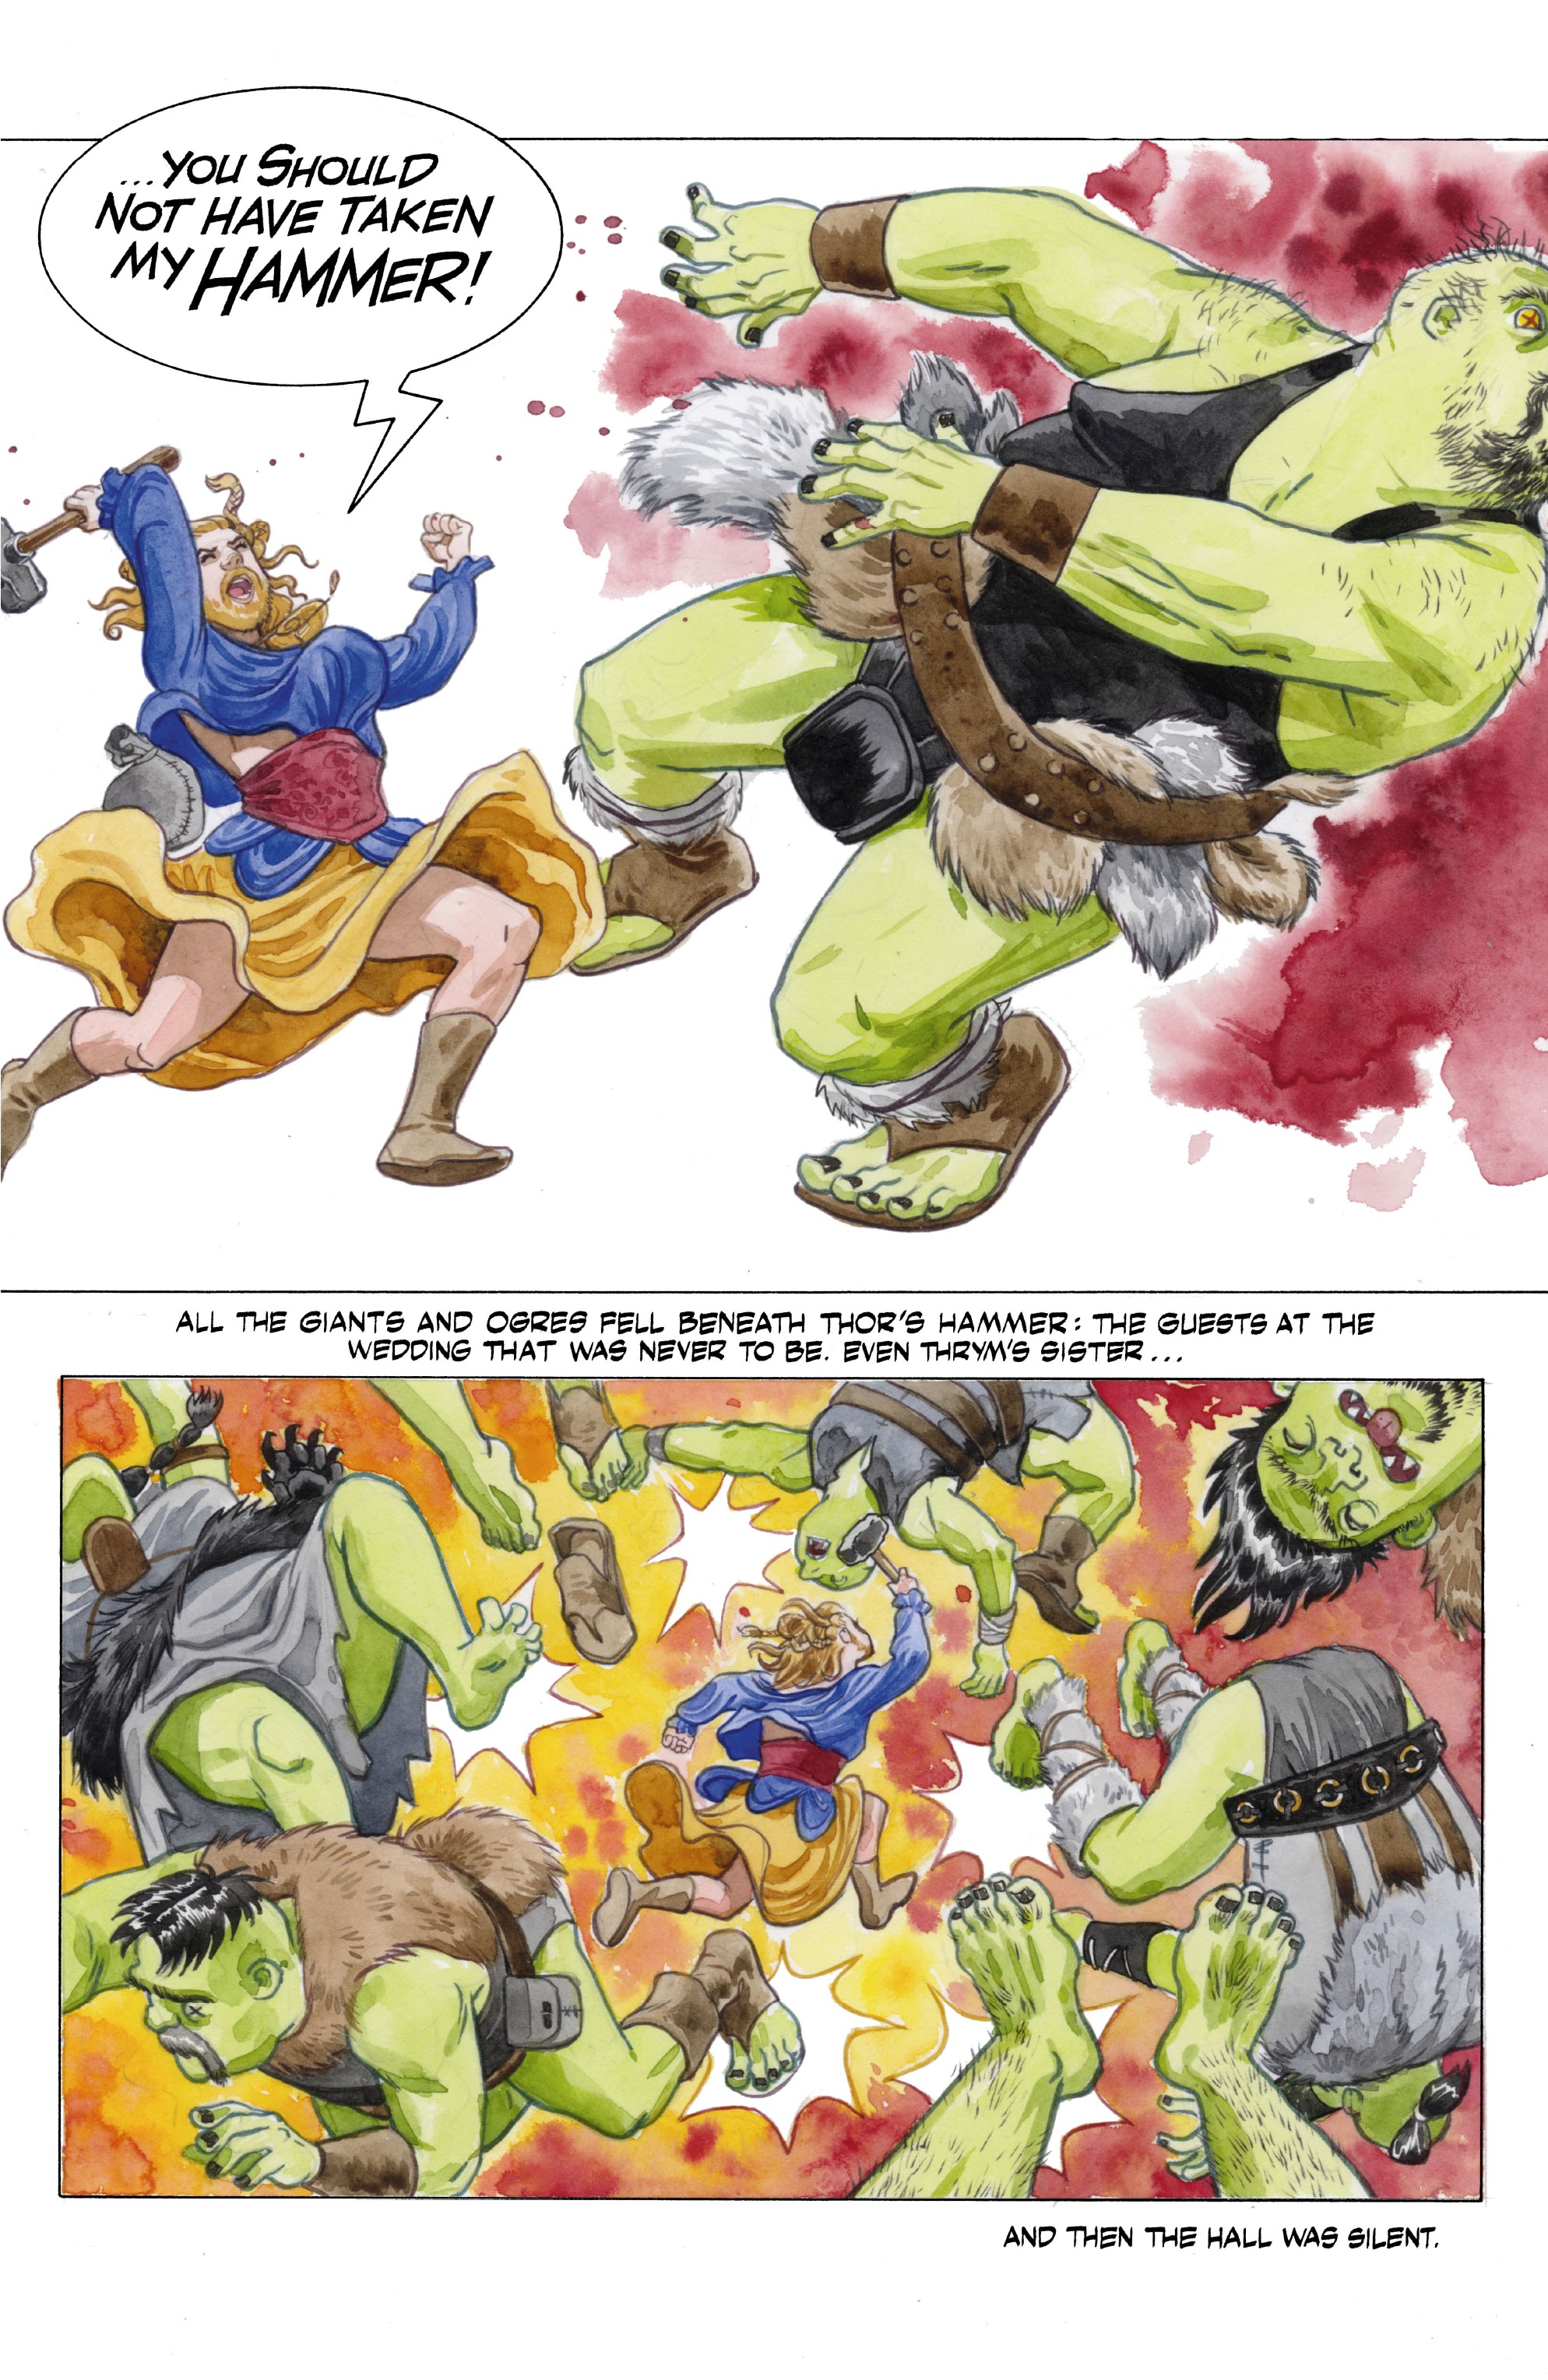 ...YOU SHOULD
NOT HAVE TAKEN
MY HAMMER!
ALL THE GIANTS AND OGRES FELL BENEATH THOR'S HAMMER: THE GUESTS AT THE
WEDDING THAT WAS NEVER TO BE. EVEN THRYM'S SISTER...
AND THEN THE HALL WAS SILENT.